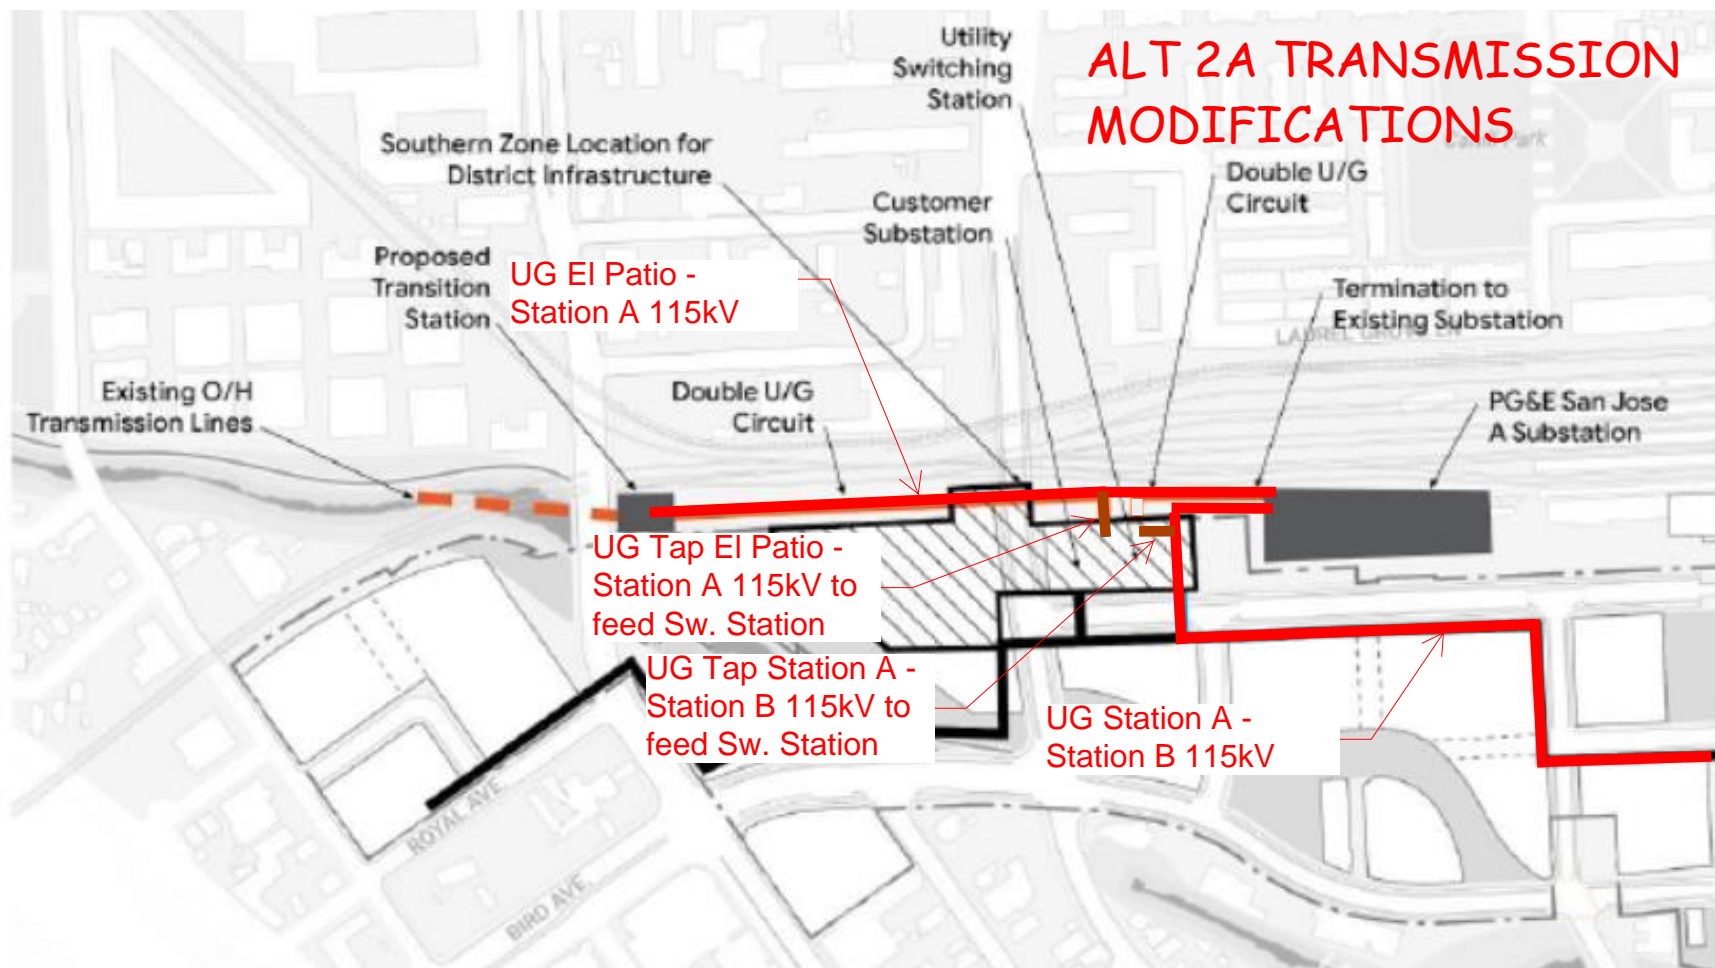 Utility
Switching
Station
ALT 2A TRANSMISSION
MODIFICATIONS
Southern Zone Location for
District Infrastructure
Customer
Substation
Double U/G
Circuit
Proposed
Transition
Station
UG El Patio -
Station A 115kV
Termination to
Existing Substation
LAUREL GROVE LN
Existing O/H
Transmission Lines
Double U/G
Circuit
PG&E San Jose
A Substation
UG Tap El Patio -
Station A 115kV to
feed Sw. Station
UG Tap Station A -
Station B 115kV to
feed Sw. Station
UG Station A -
Station B 115kV
ROYAL AVE.
BIRD AVE.